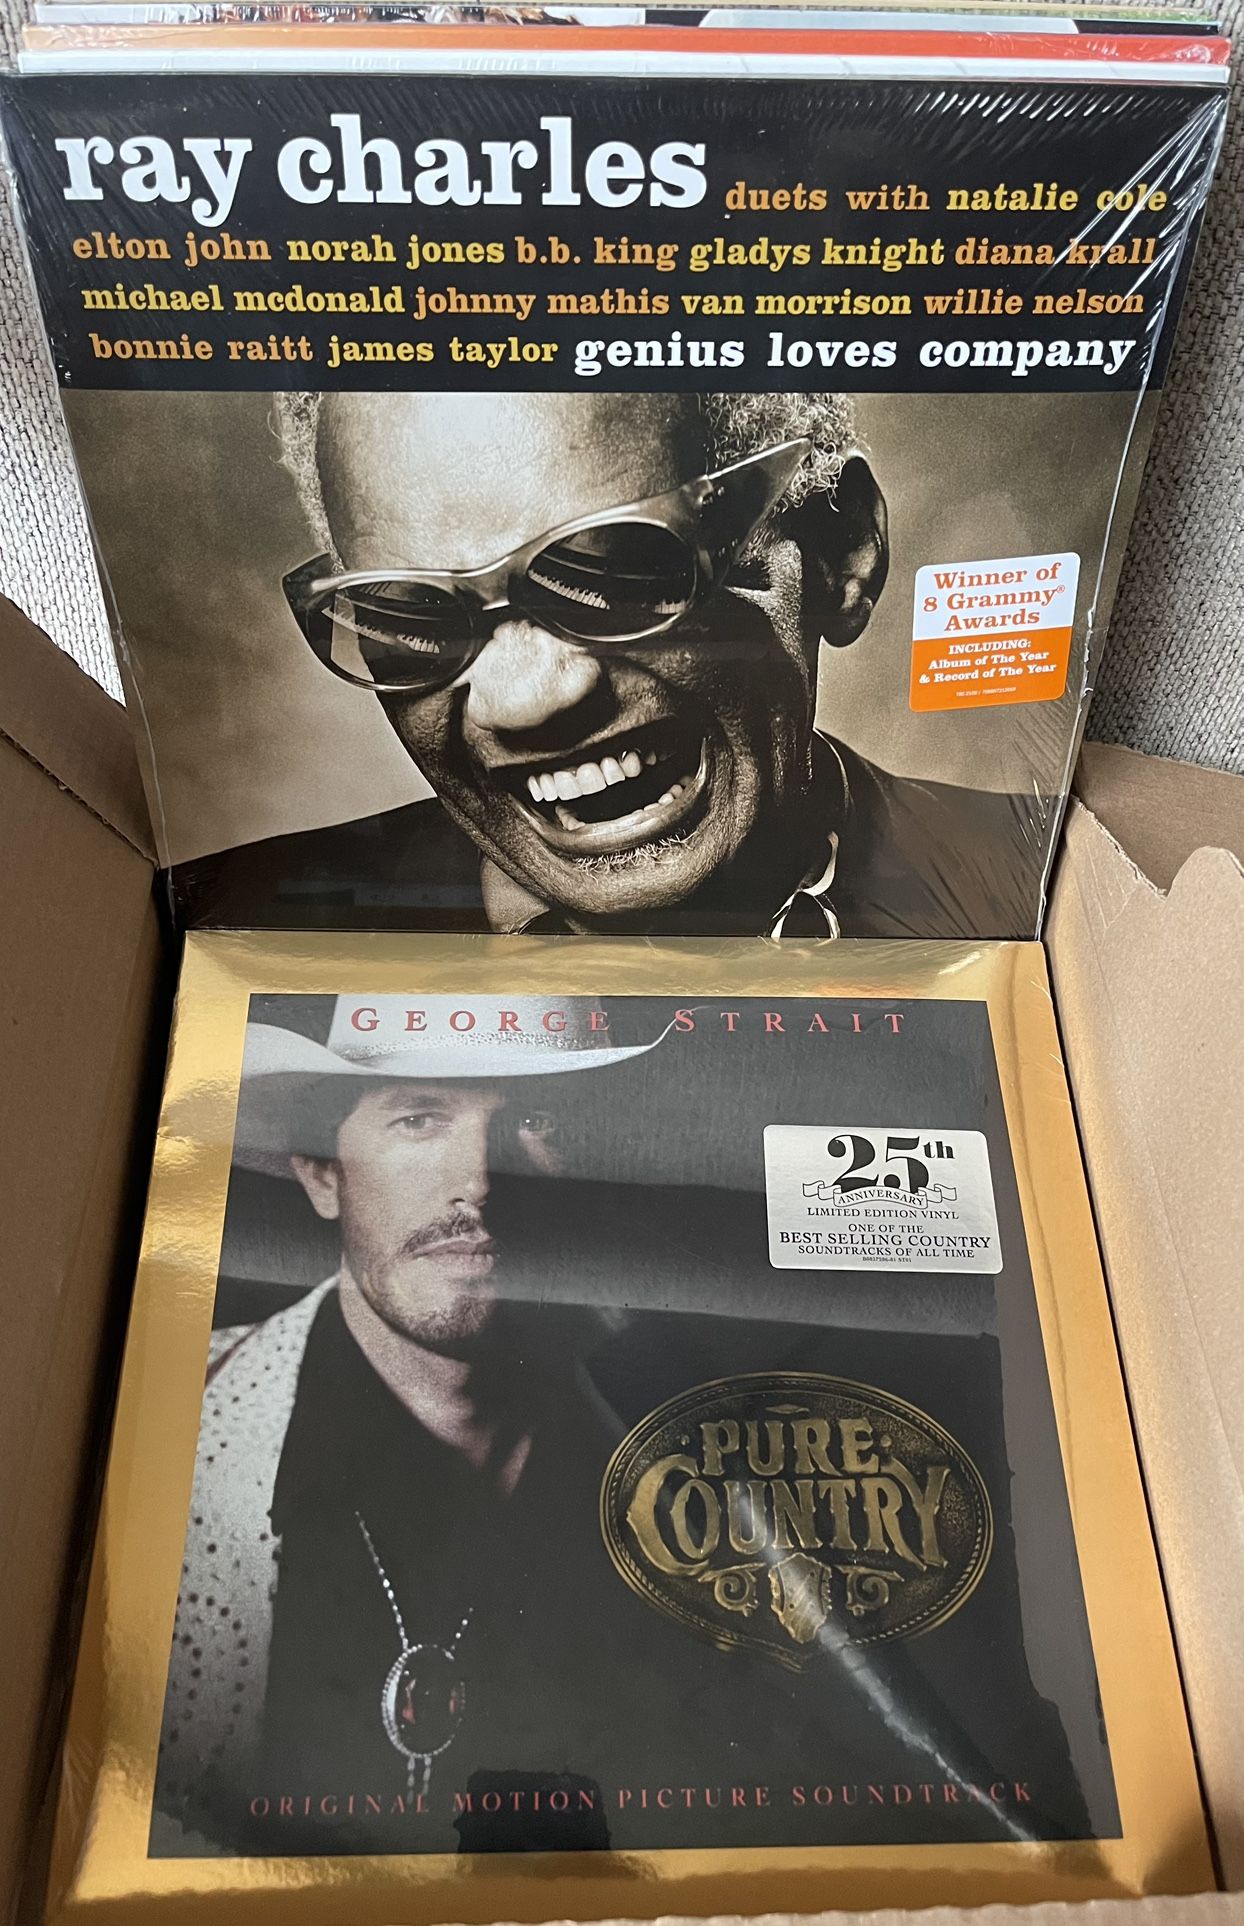 ray charles duets with natalie cole
elton john norah jones b.b. king gladys knight diana krall
michael mcdonald johnny mathis van morrison willie nelson
bonnie raitt james taylor genius loves company
Winner of
8 Grammy®
Awards
INCLUDING:
Album of The Year
& Record of The Year
GEORGE STRAIT
25th
ANNIVERSARY
LIMITED EDITION VINYL
ONE OF THE
BEST SELLING COUNTRY
SOUNDTRACKS OF ALL TIME
PURE
COUNTRY
ORIGINAL MOTION PICTURE SOUNDTRACK